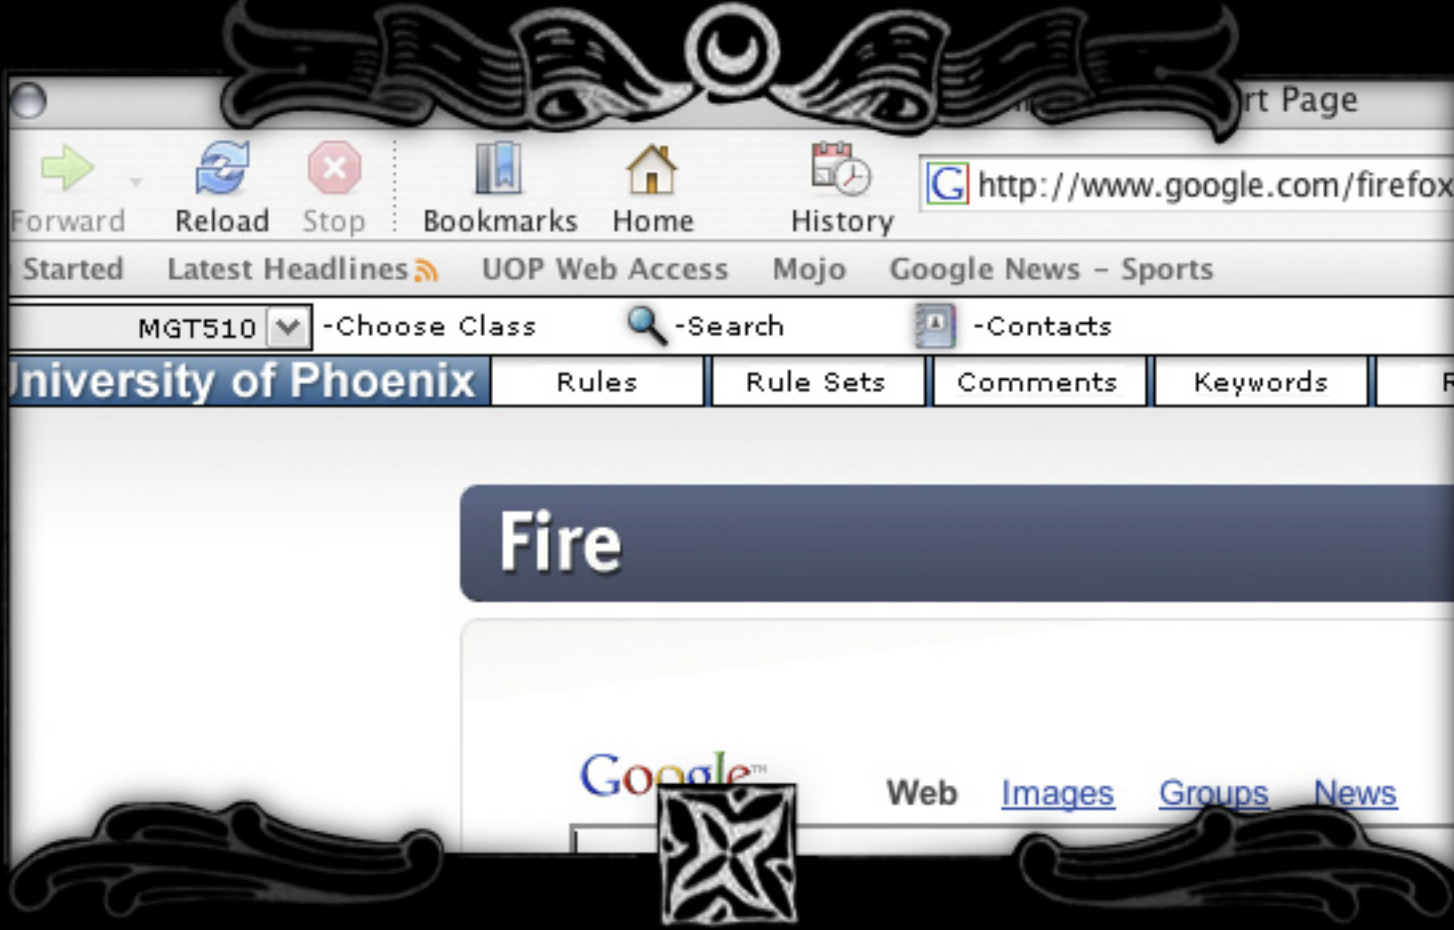 rt Page
Forward Reload Stop Bookmarks Home History http://www.google.com/firefox
Started Latest Headlines UOP Web Access Mojo Google News - Sports
MGT510 -Choose Class -Search -Contacts
University of Phoenix Rules Rule Sets Comments Keywords R
Fire
Google™ Web Images Groups News